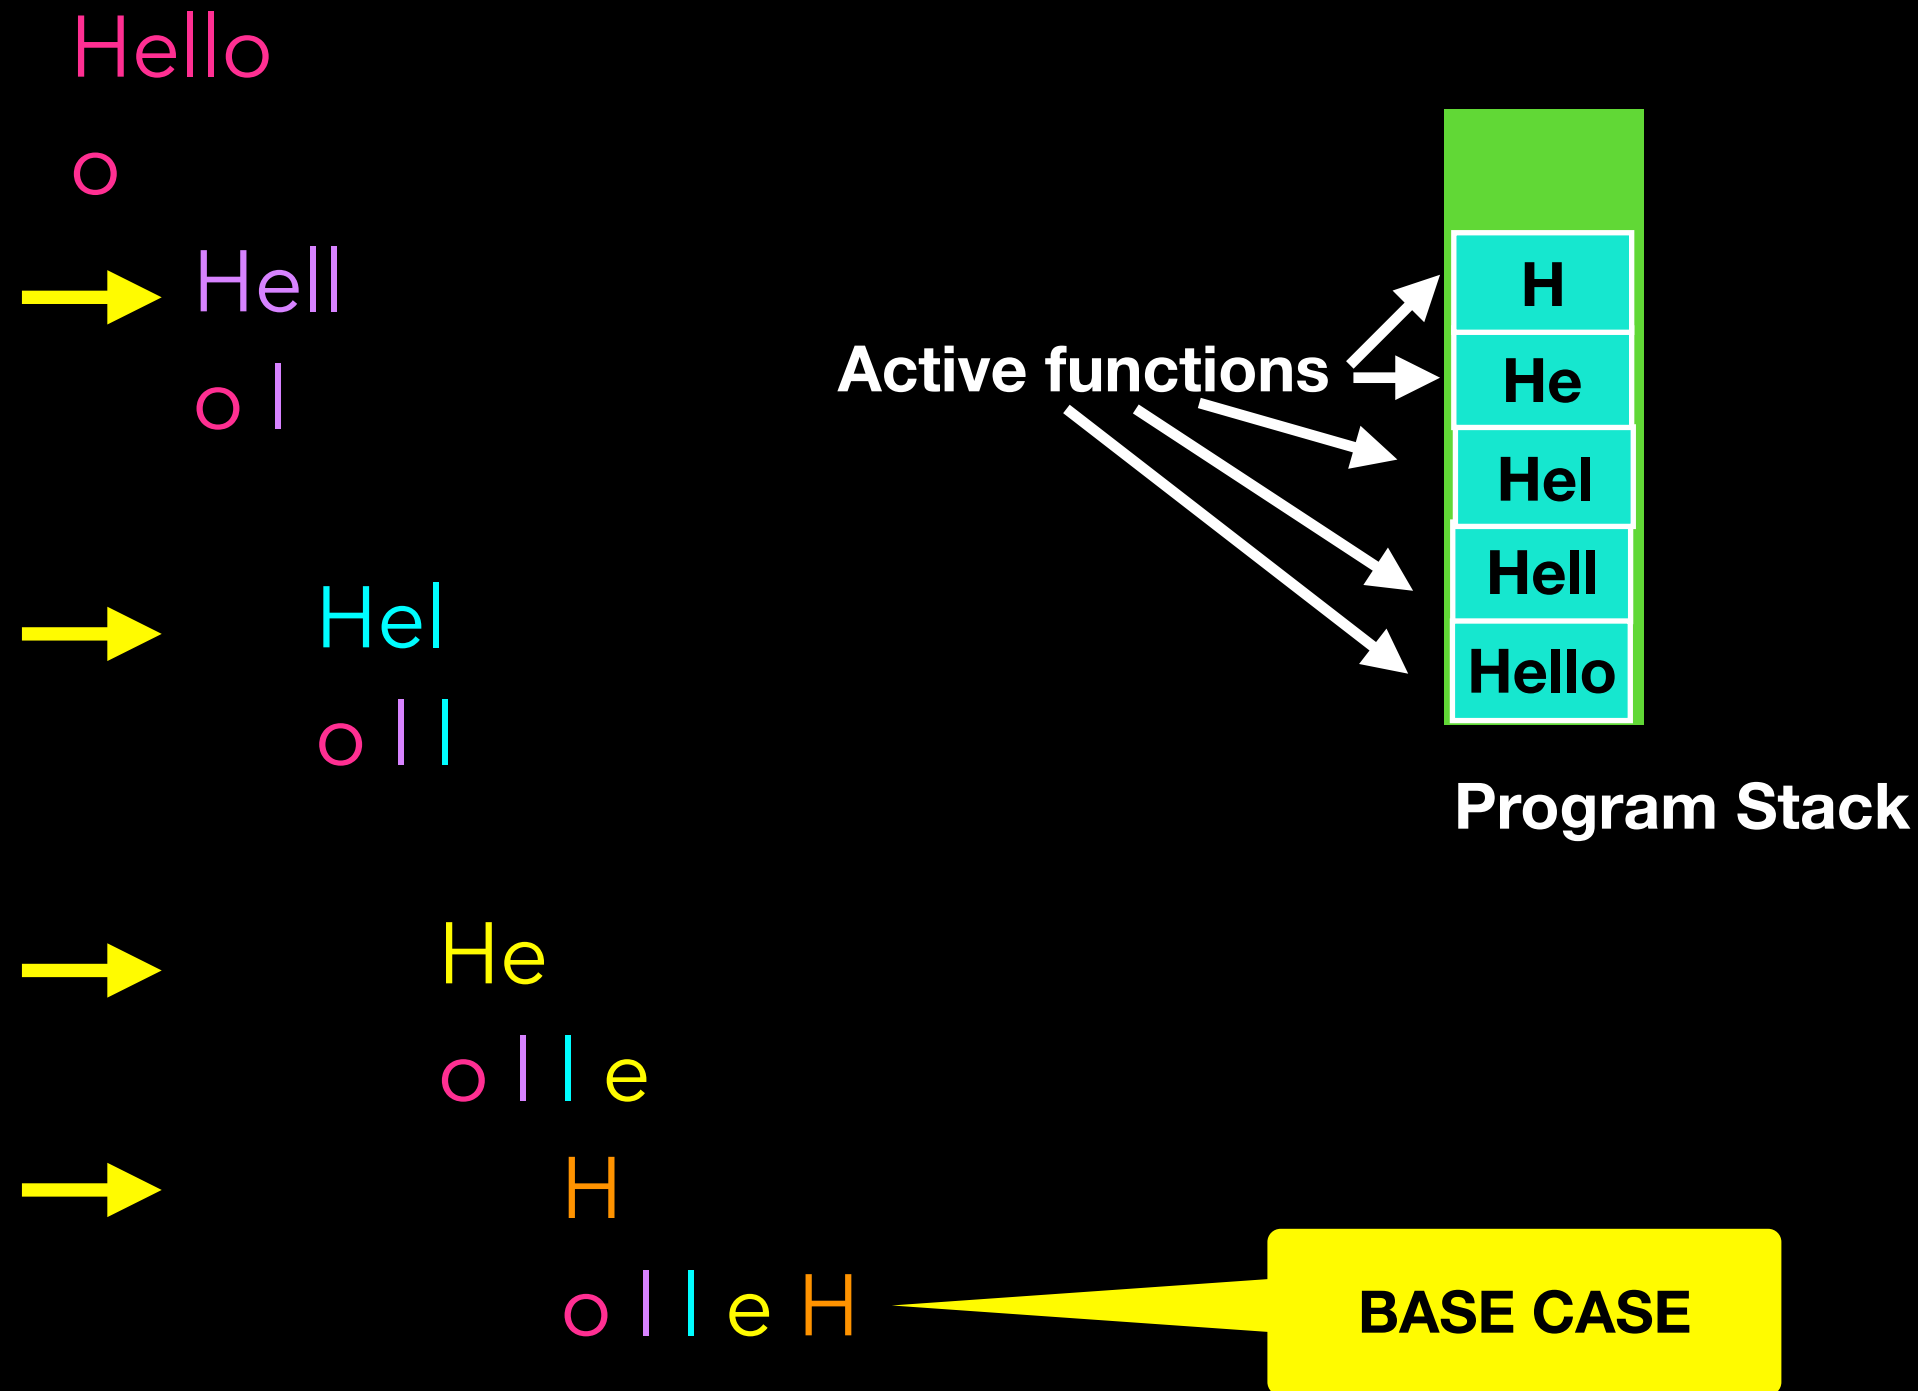 Hello
o
Hell
o l
Hel
o l l
He
o l l e
H
o l l e H
BASE CASE
Active functions
H
He
Hel
Hell
Hello
Program Stack